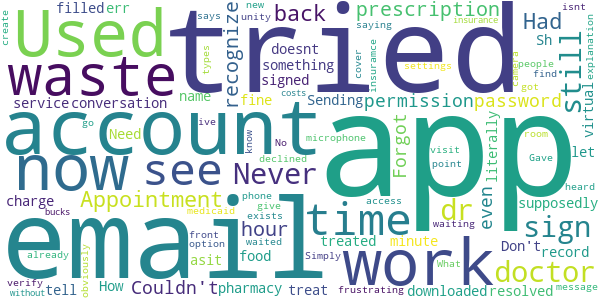 create
filled err
says new
unity
insurance
Used
tried
back
prescription
types
recognize
Had
isnt
doesnt
something
saying
cover
Sh
still
signed
insuramce
settings
people
find
virtual
explanation
waste
service conversation
name
fine
Sending
permission
password
camera
got
account
app
go
ive
know
No
declined
microphone
Forgot
literally
Need
let
room
Gave
visit
point
heard
now see
Never
costs
Appointment
dr
even
supposedly
doctor
charge
bucks
medicaid
hour
phone
give
exists
access
waiting
email
time
work
sign
treated
minute
Don't
record
already
front
option
waited
food
asit
What
downloaded resolved
verify
without
tell
obviously
How
Couldn't
pharmacy
treat
Simply
frustrating
message